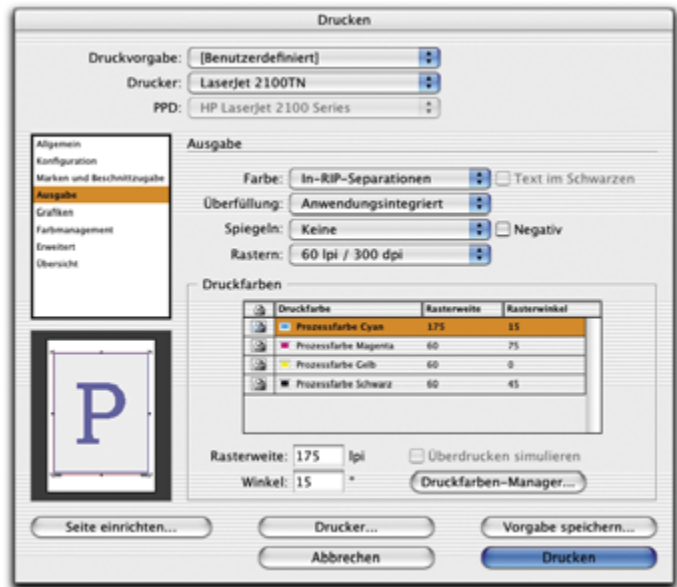 Drucken
Druckvorgabe: [Benutzerdefiniert]
Drucker: LaserJet 2100TN
PPD: HP LaserJet 2100 Series
Allgemein
Konfiguration
Marken und Beschnittzugabe
Ausgabe
Grafiken
Farbmanagement
Erweitert
Übersicht
Ausgabe
Farbe: In-RIP-Separationen Text im Schwarzen
Überfüllung: Anwendungsintegriert
Spiegeln: Keine Negativ
Rastern: 60 lpi / 300 dpi
Druckfarben
Druckfarbe Rasterweite Rasterwinkel
Prozessfarbe Cyan 175 15
Prozessfarbe Magenta 60 75
Prozessfarbe Gelb 60 0
Prozessfarbe Schwarz 60 45
P
Rasterweite: 175 lpi Überdrucken simulieren
Winkel: 15 ° Druckfarben-Manager...
Seite einrichten... Drucker... Vorgabe speichern...
Abbrechen Drucken